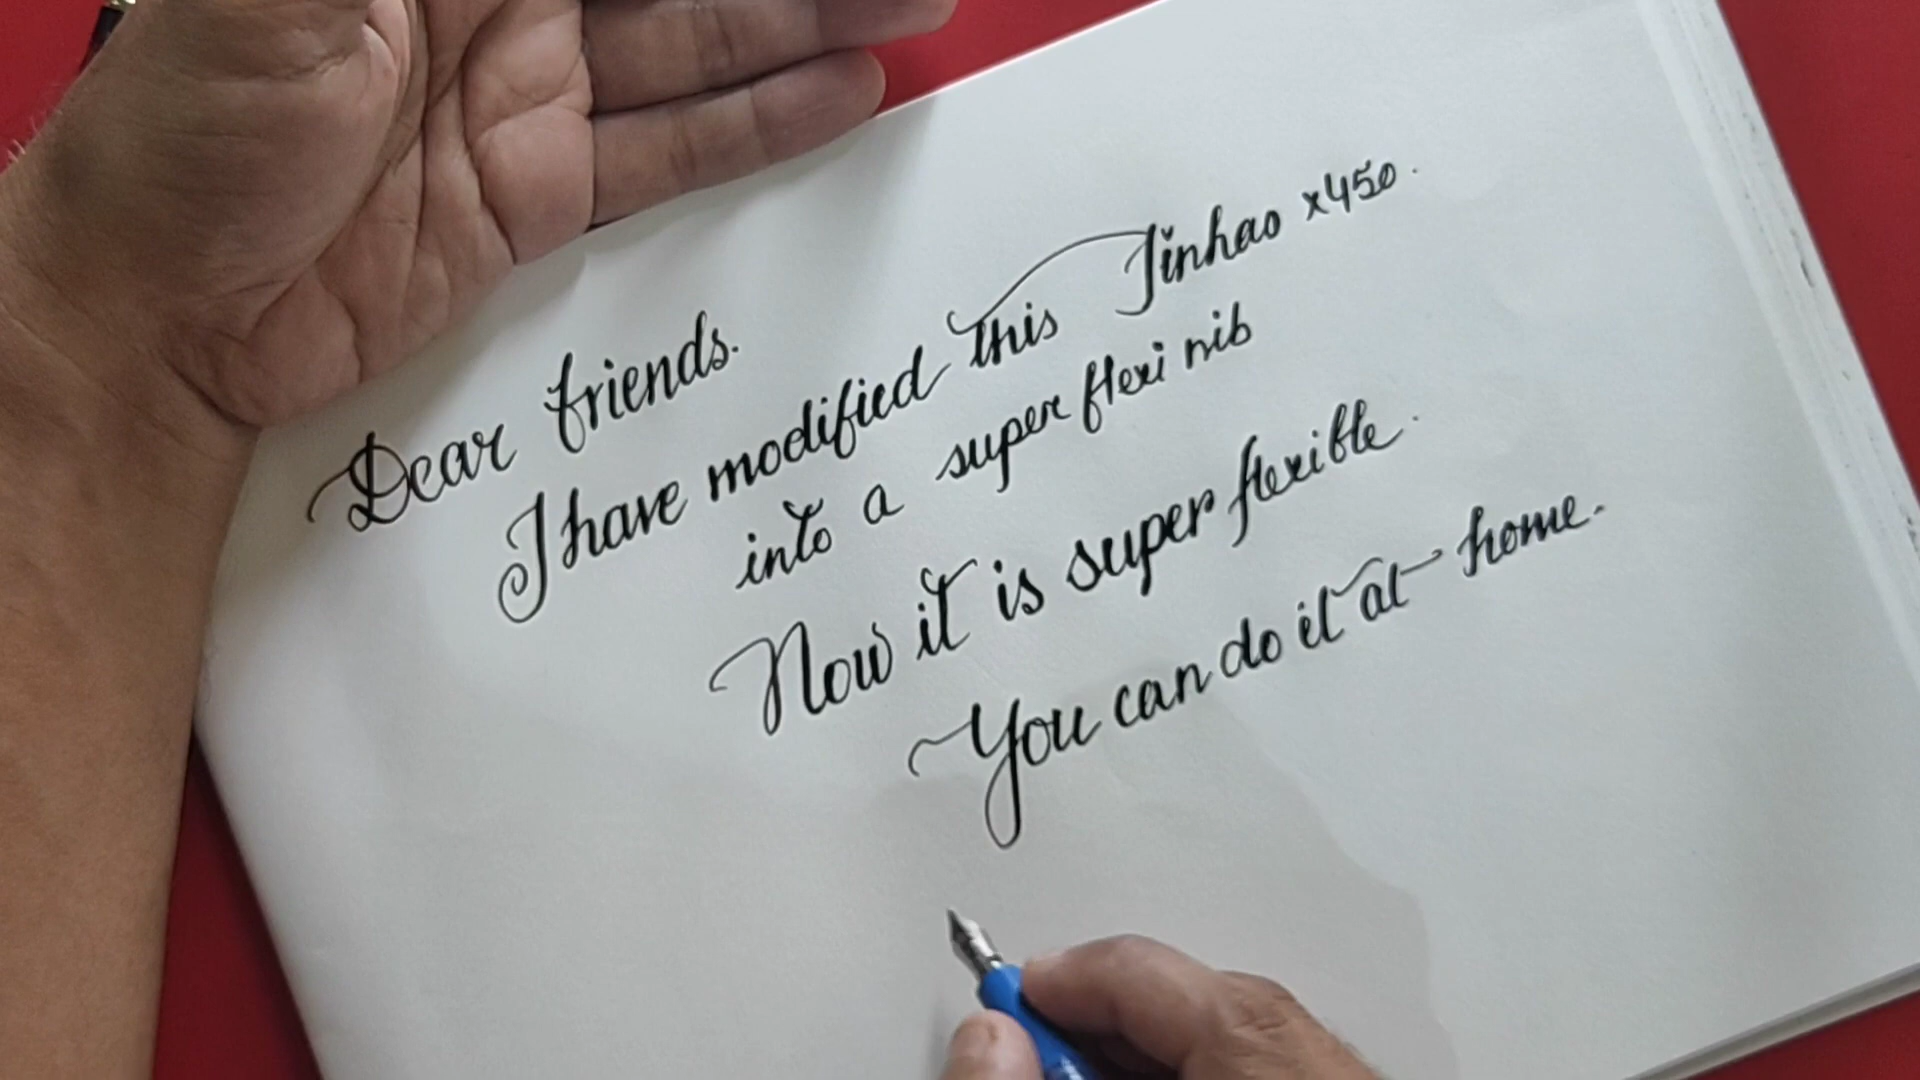 Dear friends.
I have modified this Jinhao x450.
into a super flexi nib
Now it is super flexible.
You can do it at home.